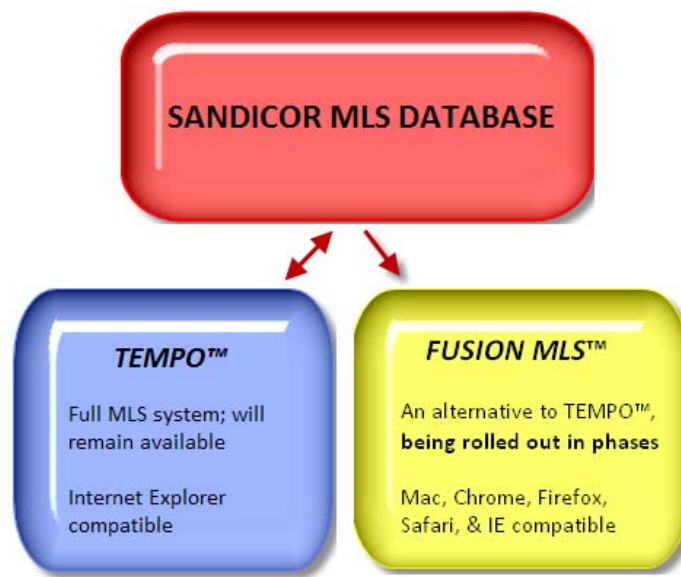 SANDICOR MLS DATABASE
TEMPO™
Full MLS system; will
remain available
Internet Explorer
compatible
FUSION MLS™
An alternative to TEMPO™,
being rolled out in phases
Mac, Chrome, Firefox,
Safari, & IE compatible